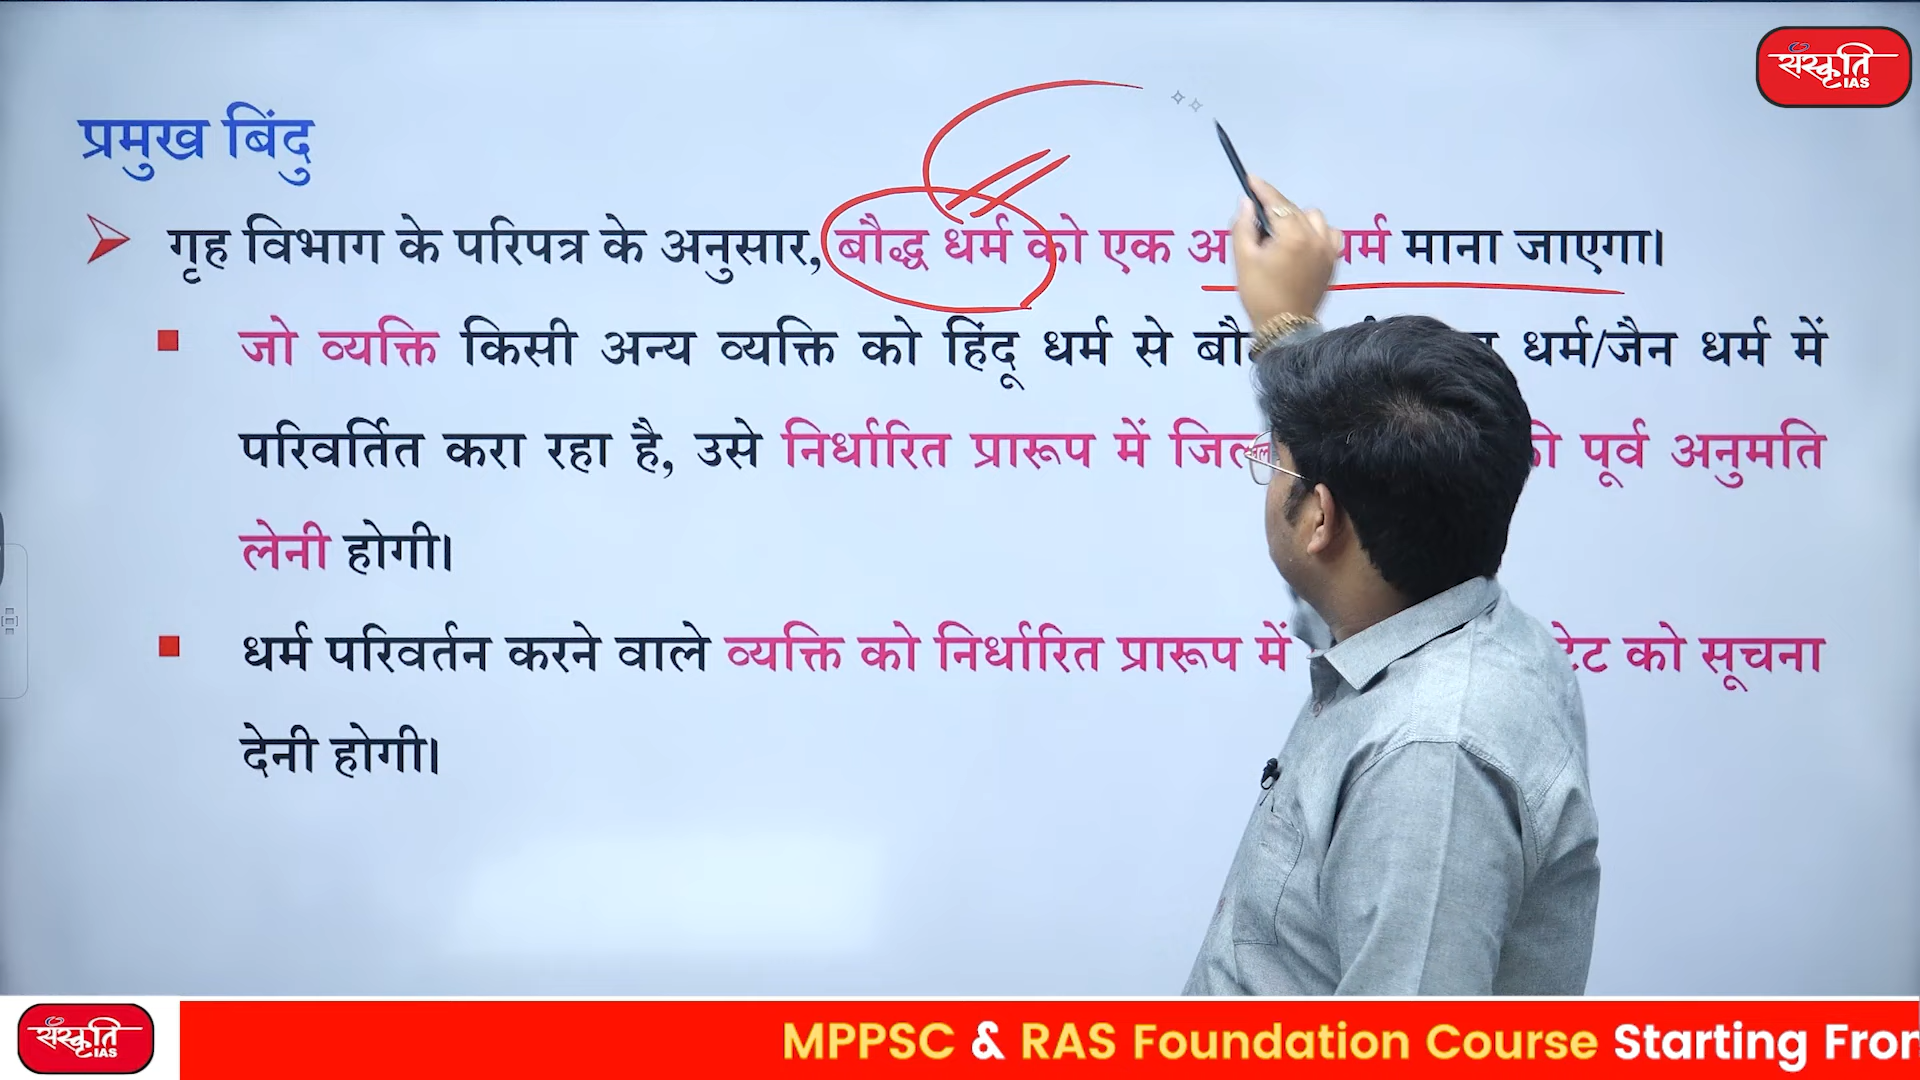 संस्कृति
IAS
प्रमुख बिंदु
गृह विभाग के परिपत्र के अनुसार, बौद्ध धर्म को एक माना जाएगा।
जो व्यक्ति किसी अन्य व्यक्ति को हिंदू धर्म से धर्म/जैन धर्म में
परिवर्तित करा रहा है, उसे निर्धारित प्रारूप में पूर्व अनुमति
लेनी होगी।
धर्म परिवर्तन करने वाले व्यक्ति को निर्धारित प्रारूप में को सूचना
देनी होगी।
संस्कृति
IAS
MPPSC & RAS Foundation Course Starting